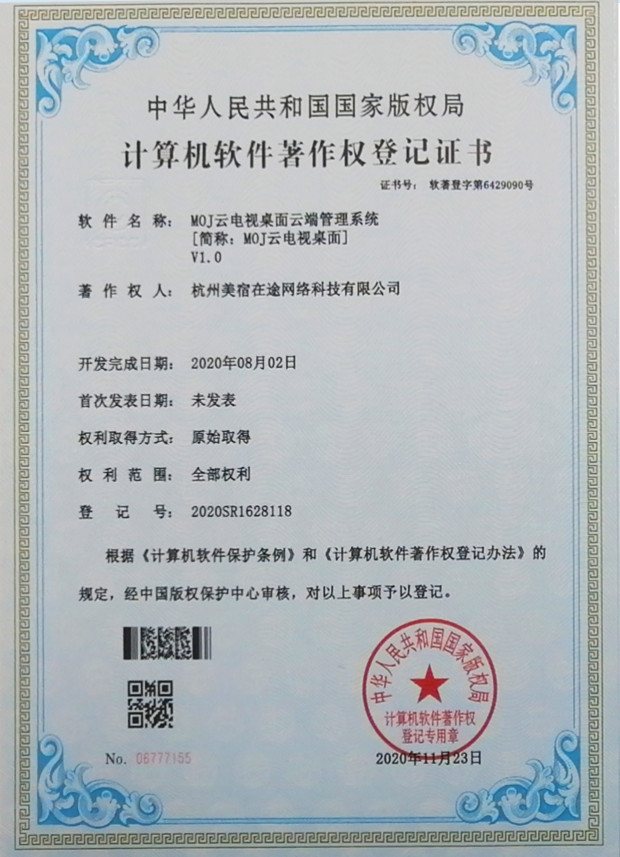 中华人民共和国国家版权局
计算机软件著作权登记证书
证书号： 软著登字第6429090号
软件名称： MOJ云电视桌面云端管理系统
[简称：MOJ云电视桌面]
V1.0
著作权人： 杭州美宿在途网络科技有限公司
开发完成日期： 2020年08月02日
首次发表日期： 未发表
权利取得方式： 原始取得
权利范围： 全部权利
登记号： 2020SR1628118
根据《计算机软件保护条例》和《计算机软件著作权登记办法》的
规定，经中国版权保护中心审核，对以上事项予以登记。
中华人民共和国国家版权局
计算机软件著作权
登记专用章
No. 06777155
2020年11月23日